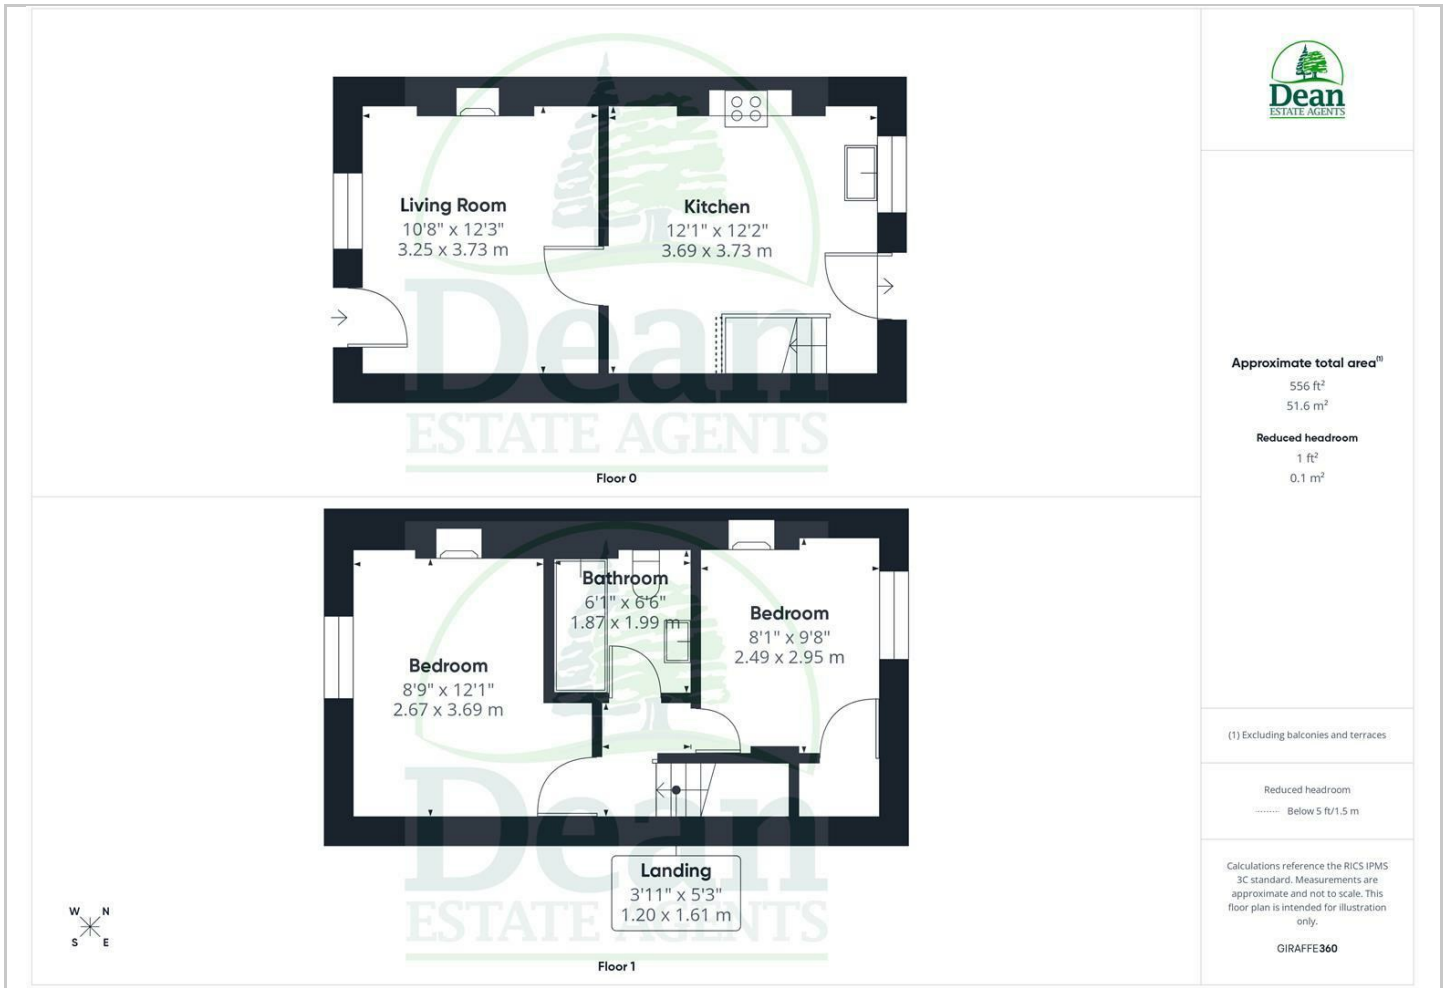 Dean
ESTATE AGENTS
Living Room
10'8" x 12'3"
3.25 x 3.73 m
Kitchen
12'1" x 12'2"
3.69 x 3.73 m
Dean
ESTATE AGENTS
Floor 0
Bathroom
6'1" x 6'6"
1.87 x 1.99 m
Bedroom
8'1" x 9'8"
2.49 x 2.95 m
Bedroom
8'9" x 12'1"
2.67 x 3.69 m
Dean
ESTATE AGENTS
Landing
3'11" x 5'3"
1.20 x 1.61 m
Floor 1
W N
S E
Approximate total area(1)
556 ft²
51.6 m²
Reduced headroom
1 ft²
0.1 m²
(1) Excluding balconies and terraces
Reduced headroom
Below 5 ft/1.5 m
Calculations reference the RICS IPMS
3C standard. Measurements are
approximate and not to scale. This
floor plan is intended for illustration
only.
GIRAFFE360